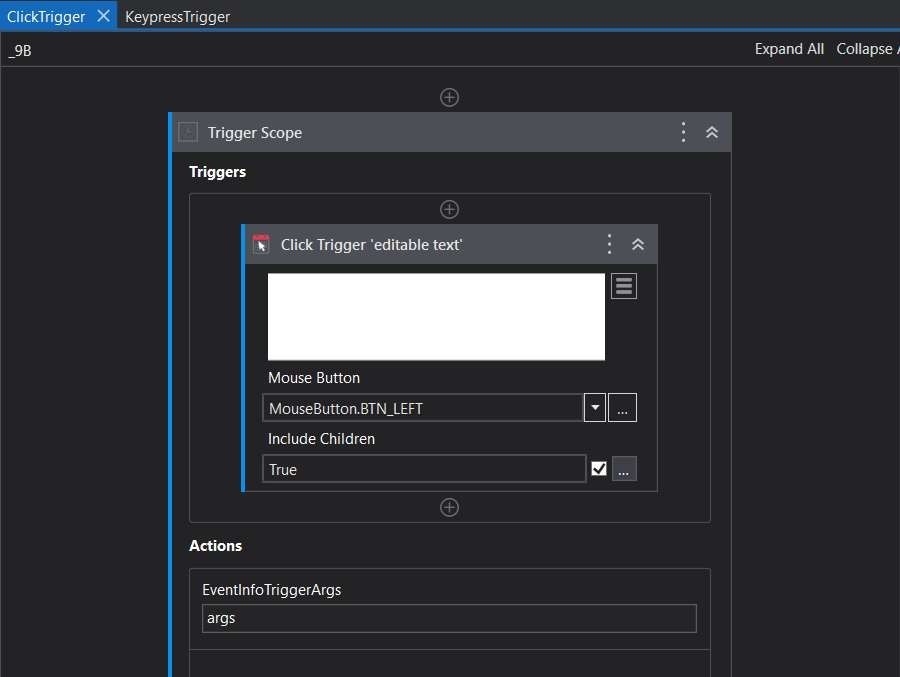 ClickTrigger KeypressTrigger
_9B Expand All Collapse
Trigger Scope
Triggers
Click Trigger 'editable text'
Mouse Button
MouseButton.BTN_LEFT ...
Include Children
True ...
Actions
EventInfoTriggerArgs
args